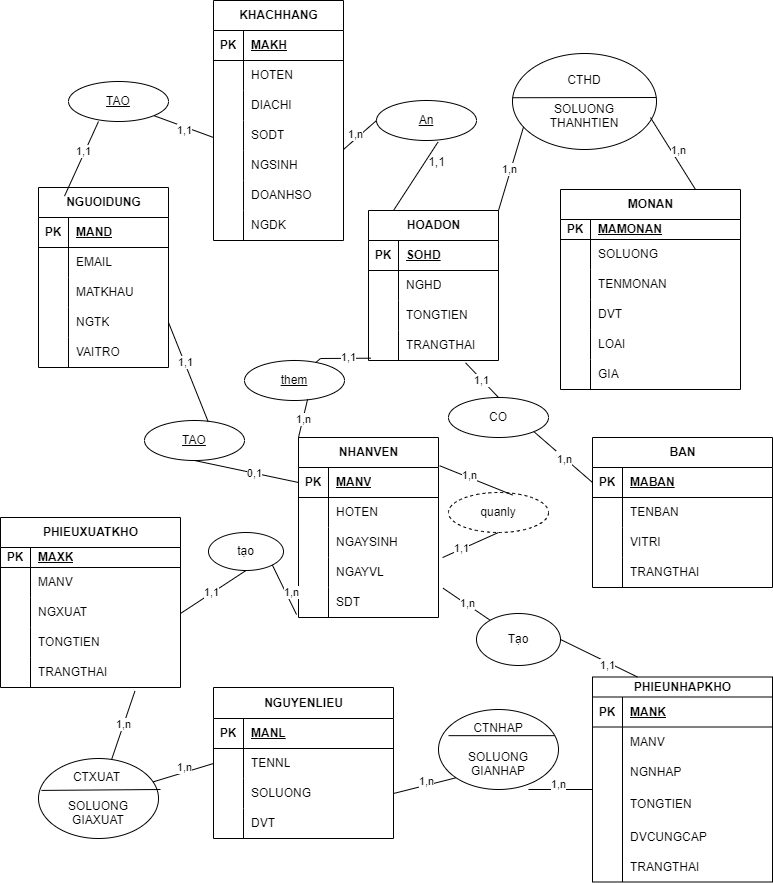 KHACHHANG
PK MAKH
HOTEN
DIACHI
SODT
NGSINH
DOANHSO
NGDK
TAO
1,1
1,1
An
1,n
1,1
CTHD
SOLUONG
THANHTIEN
1,n
1,n
NGUOIDUNG
PK MAND
EMAIL
MATKHAU
NGTK
VAITRO
HOADON
PK SOHD
NGHD
TONGTIEN
TRANGTHAI
MONAN
PK MAMONAN
SOLUONG
TENMONAN
DVT
LOAI
GIA
them
1,1
1,n
1,1
TAO
0,1
CO
1,1
1,n
NHANVEN
PK MANV
HOTEN
NGAYSINH
NGAYVL
SDT
quanly
1,n
1,1
BAN
PK MABAN
TENBAN
VITRI
TRANGTHAI
PHIEUXUATKHO
PK MAXK
MANV
NGXUAT
TONGTIEN
TRANGTHAI
tạo
1,1
1,n
Tạo
1,n
1,1
NGUYENLIEU
PK MANL
TENNL
SOLUONG
DVT
CTNHAP
SOLUONG
GIANHAP
1,n
1,n
PHIEUNHAPKHO
PK MANK
MANV
NGNHAP
TONGTIEN
DVCUNGCAP
TRANGTHAI
CTXUAT
SOLUONG
GIAXUAT
1,n
1,n